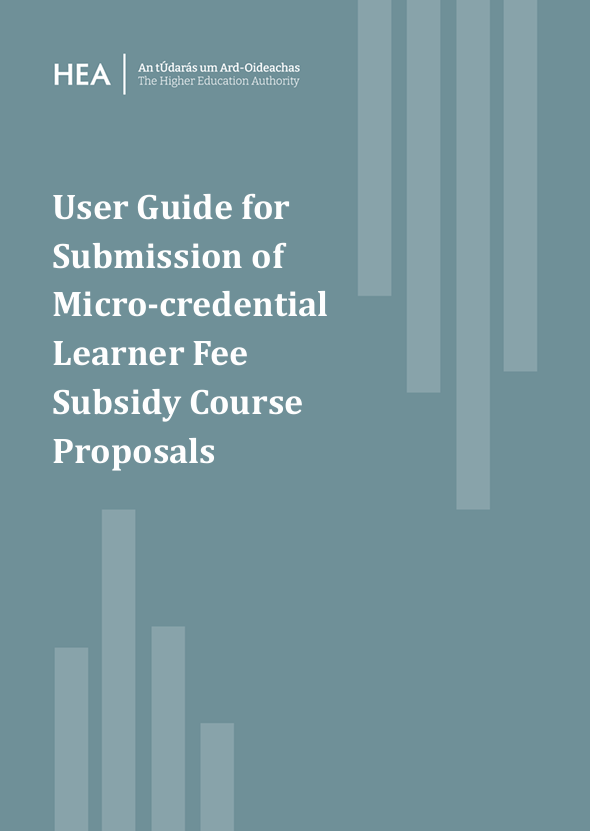 HEA
An tÚdarás um Ard-Oideachas
The Higher Education Authority
User Guide for
Submission of
Micro-credential
Learner Fee
Subsidy Course
Proposals